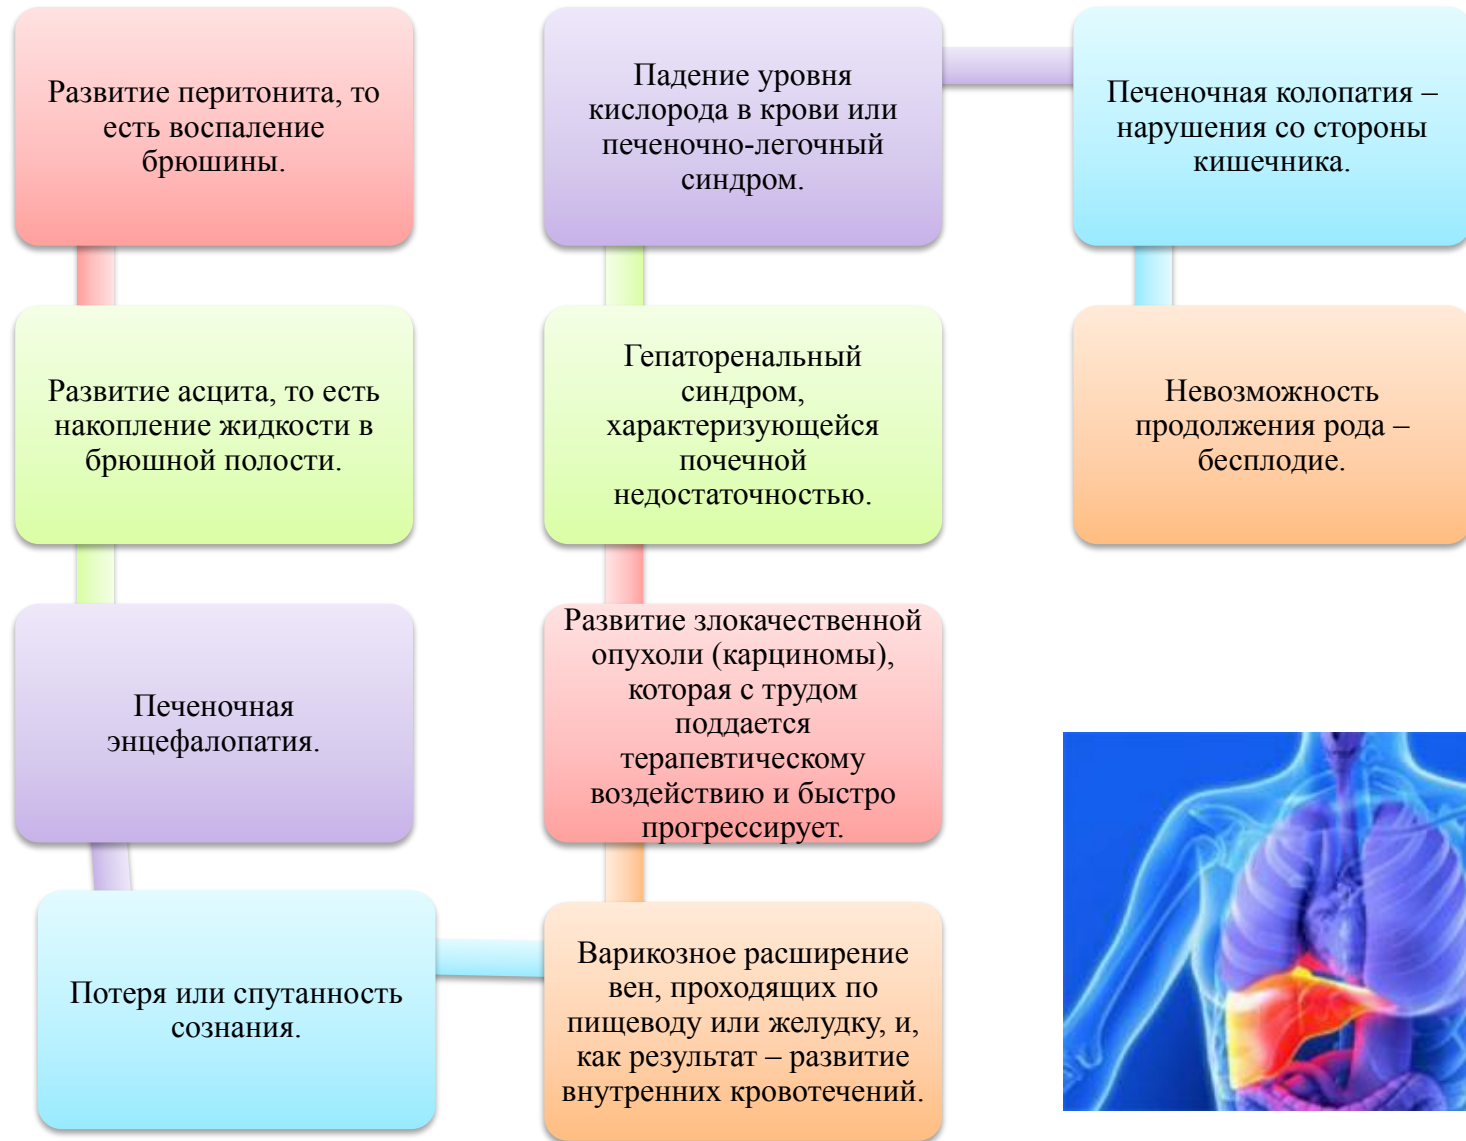 Развитие перитонита, то
есть воспаление
брюшины.
Развитие асцита, то есть
накопление жидкости в
брюшной полости.
Печеночная
энцефалопатия.
Потеря или спутанность
сознания.
Варикозное расширение
вен, проходящих по
пищеводу или желудку, и,
как результат – развитие
внутренних кровотечений.
Развитие злокачественной
опухоли (карциномы),
которая с трудом
поддается
терапевтическому
воздействию и быстро
прогрессирует.
Гепаторенальный
синдром,
характеризующейся
почечной
недостаточностью.
Падение уровня
кислорода в крови или
печеночно-легочный
синдром.
Печеночная колопатия –
нарушения со стороны
кишечника.
Невозможность
продолжения рода –
бесплодие.